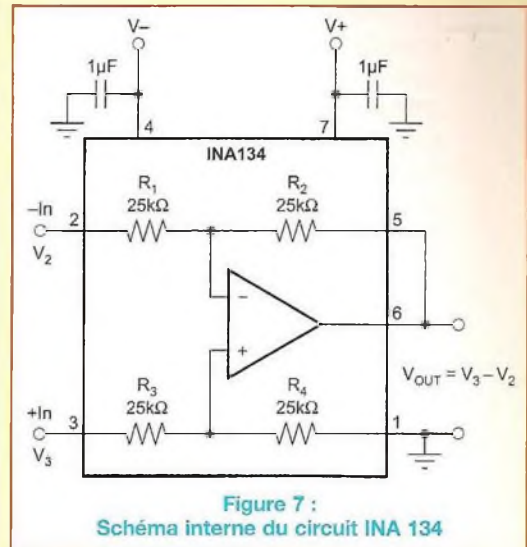 V– V+
1µF 1µF
4 7
INA134
R1 R2
25kΩ 25kΩ
–In 2 5
V2
–
6
+
VOUT = V3 – V2
R3 R4
25kΩ 25kΩ
+In 3 1
V3
Figure 7 :
Schéma interne du circuit INA 134